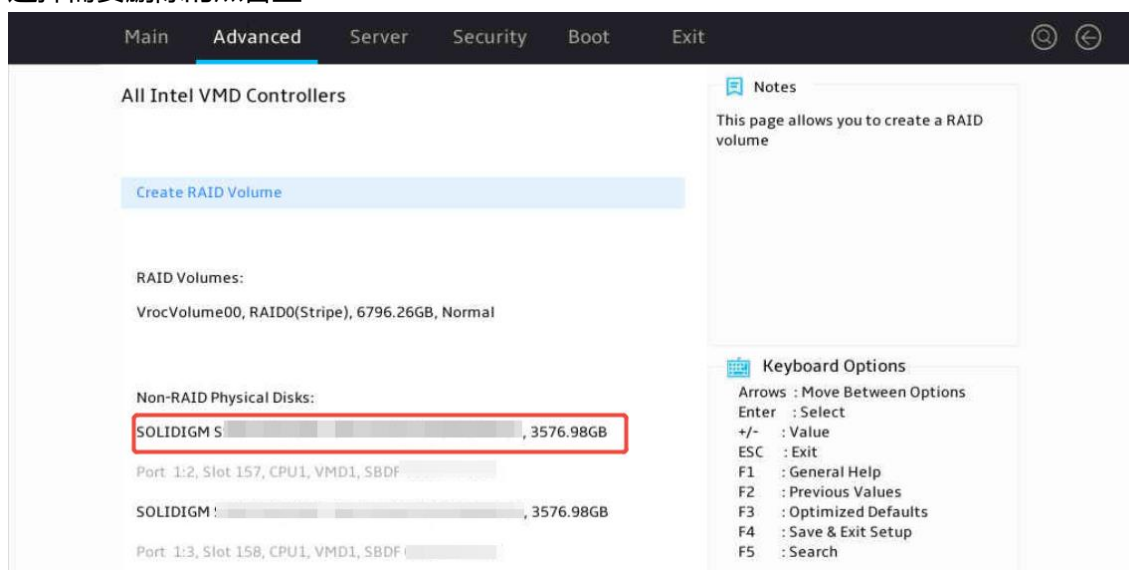 Main Advanced Server Security Boot Exit
All Intel VMD Controllers
Create RAID Volume
RAID Volumes:
VrocVolume00, RAID0(Stripe), 6796.26GB, Normal
Non-RAID Physical Disks:
SOLIDIGM S , 3576.98GB
Port 1:2, Slot 157, CPU1, VMD1, SBDF
SOLIDIGM , 3576.98GB
Port 1:3, Slot 158, CPU1, VMD1, SBDF
Notes
This page allows you to create a RAID
volume
Keyboard Options
Arrows : Move Between Options
Enter : Select
+/- : Value
ESC : Exit
F1 : General Help
F2 : Previous Values
F3 : Optimized Defaults
F4 : Save & Exit Setup
F5 : Search